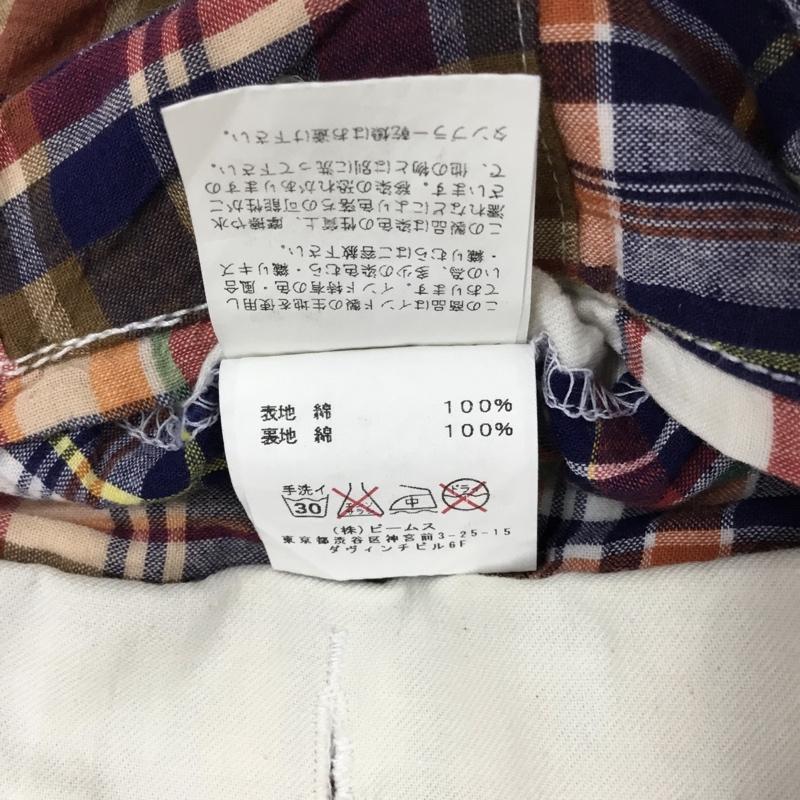 この商品はインド製の生地を使用し
ております。インド特有の色・風合
いの為、多少の染色むら・織りキズ
・織りむらはご容赦下さい。
この製品は染色の性質上、摩擦や水
濡れなどにより色落ちの可能性がご
ざいます。移染の恐れがありますの
で、他の物とは別に洗って下さい。
タンブラー乾燥はお避け下さい。
表地 綿 100%
裏地 綿 100%
手洗イ
30 中 ドライ
(株)ビームス
東京都渋谷区神宮前3-25-15
ダヴィンチビル6F